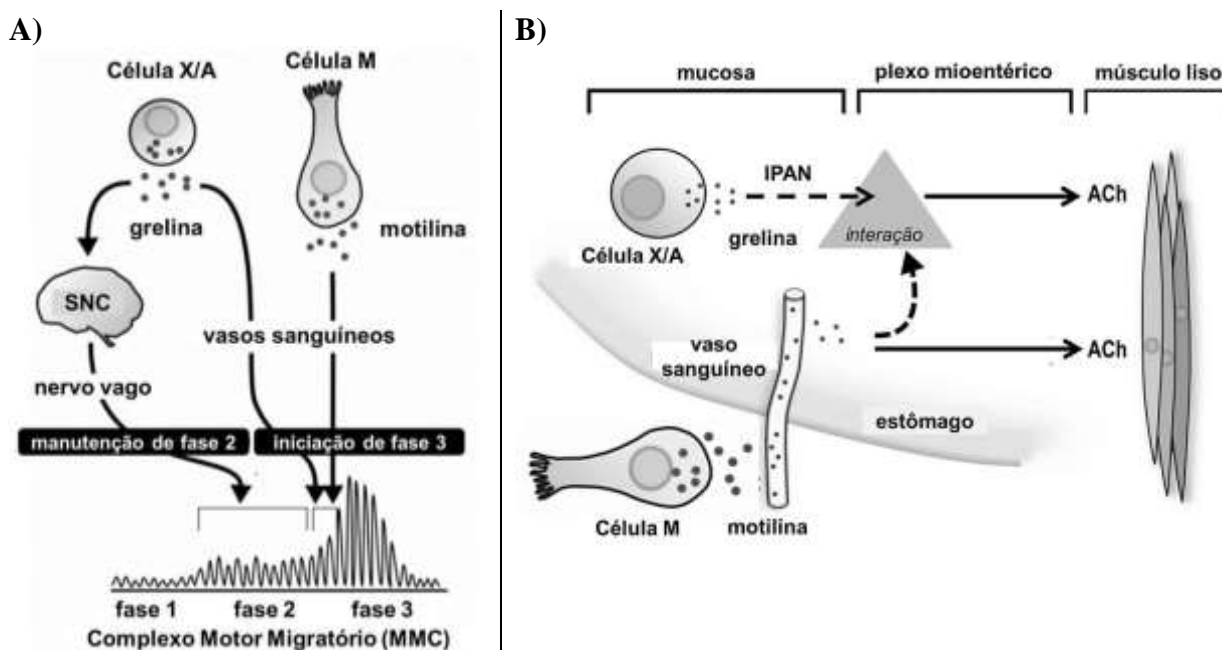 A)
Célula X/A
Célula M
grelina
motilina
SNC
vasos sanguíneos
nervo vago
manutenção de fase 2
iniciação de fase 3
fase 1
fase 2
fase 3
Complexo Motor Migratório (MMC)
B)
mucosa
plexo mioentérico
músculo liso
IPAN
ACh
grelina
interação
Célula X/A
vaso
sanguíneo
ACh
estômago
Célula M
motilina